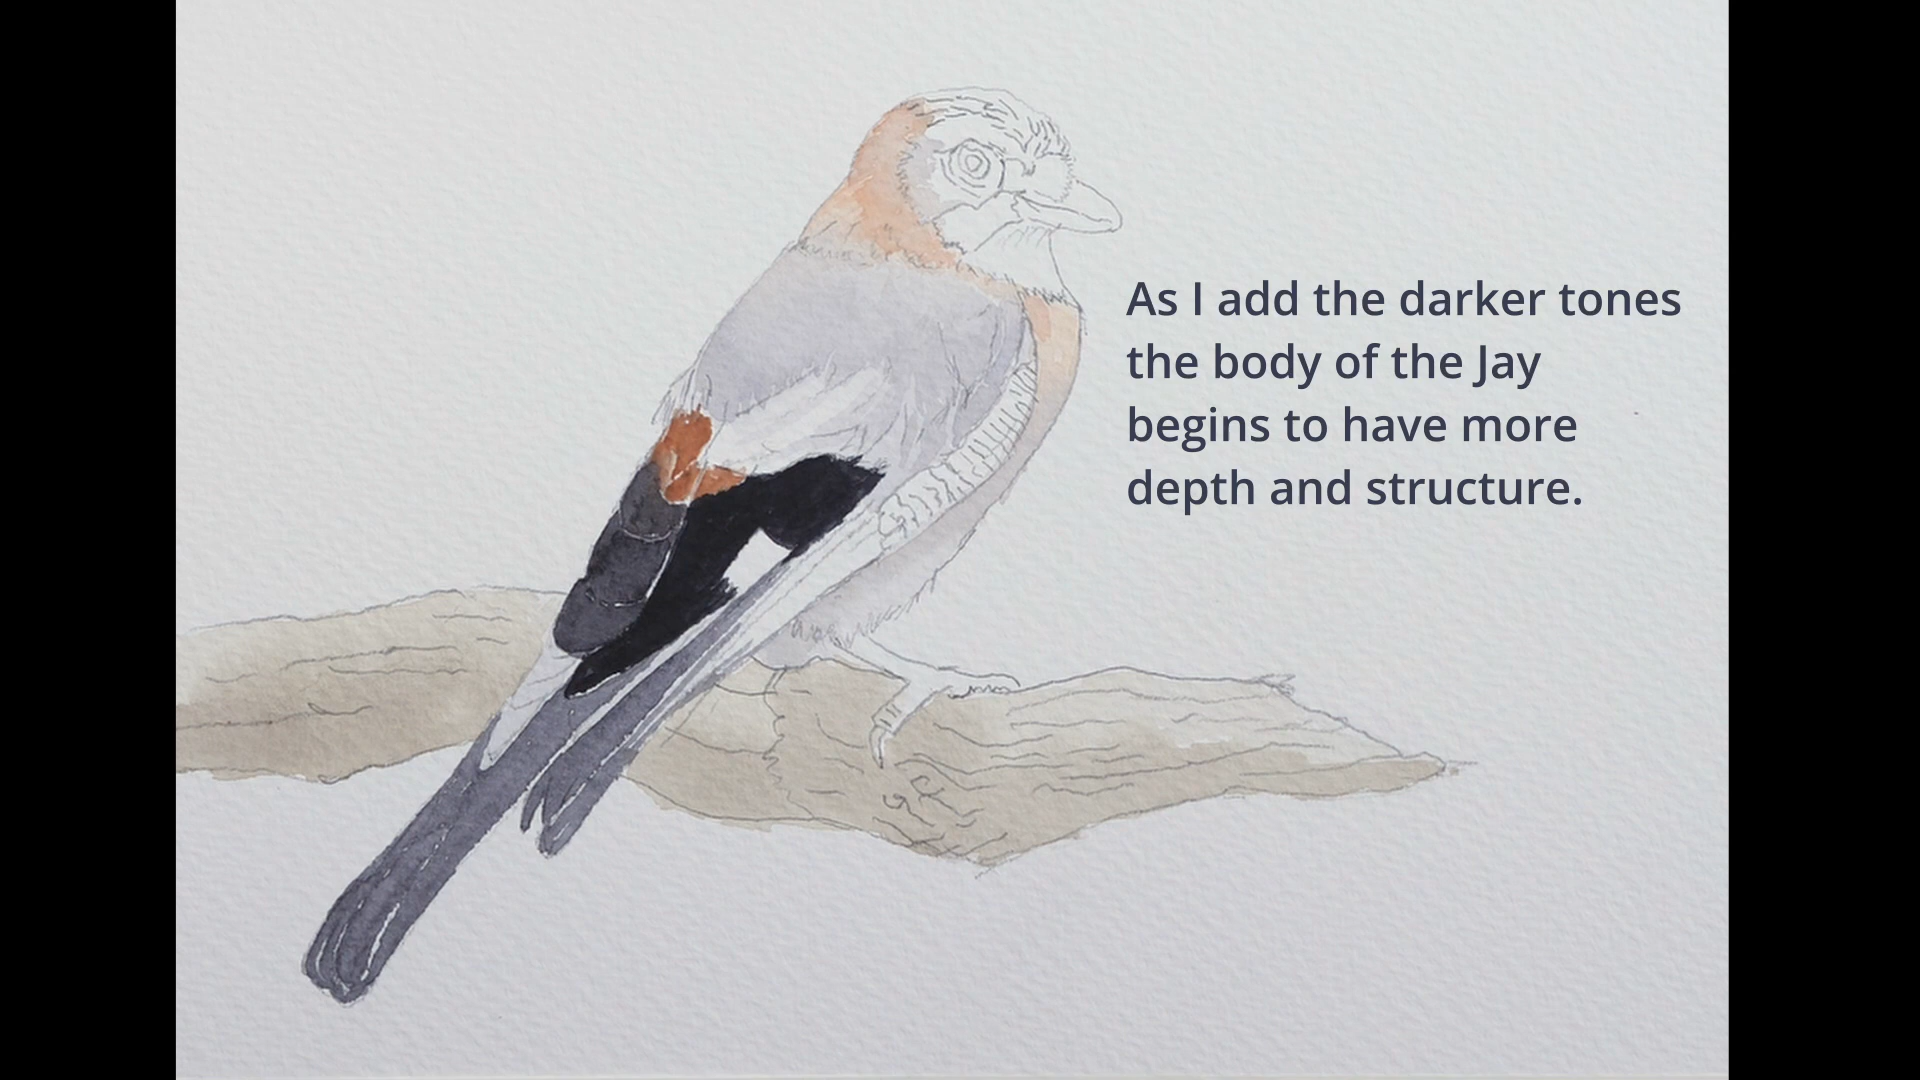 As I add the darker tones
the body of the Jay
begins to have more
depth and structure.